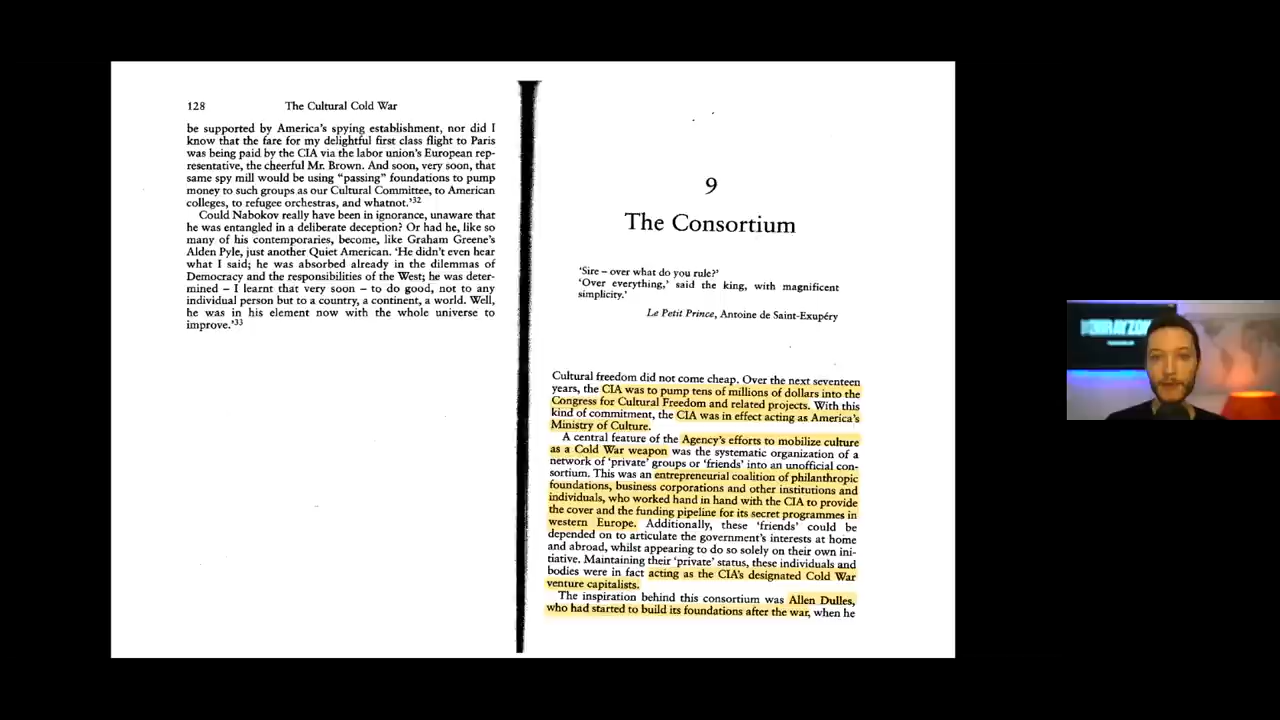 128 The Cultural Cold War
be supported by America's spying establishment, nor did I
know that the fare for my delightful first class flight to Paris
was being paid by the CIA via the labor union's European rep-
resentative, the cheerful Mr. Brown. And soon, very soon, that
same spy mill would be using "passing" foundations to pump
money to such groups as our Cultural Committee, to American
colleges, to refugee orchestras, and whatnot.'32
Could Nabokov really have been in ignorance, unaware that
he was entangled in a deliberate deception? Or had he, like so
many of his contemporaries, become, like Graham Greene's
Alden Pyle, just another Quiet American. 'He didn't even hear
what I said; he was absorbed already in the dilemmas of
Democracy and the responsibilities of the West; he was deter-
mined – I learnt that very soon – to do good, not to any
individual person but to a country, a continent, a world. Well,
he was in his element now with the whole universe to
improve.'33
9
The Consortium
'Sire – over what do you rule?'
'Over everything,' said the king, with magnificent
simplicity.'
Le Petit Prince, Antoine de Saint-Exupéry
Cultural freedom did not come cheap. Over the next seventeen
years, the CIA was to pump tens of millions of dollars into the
Congress for Cultural Freedom and related projects. With this
kind of commitment, the CIA was in effect acting as America's
Ministry of Culture.
A central feature of the Agency's efforts to mobilize culture
as a Cold War weapon was the systematic organization of a
network of 'private' groups or 'friends' into an unofficial con-
sortium. This was an entrepreneurial coalition of philanthropic
foundations, business corporations and other institutions and
individuals, who worked hand in hand with the CIA to provide
the cover and the funding pipeline for its secret programmes in
western Europe. Additionally, these 'friends' could be
depended on to articulate the government's interests at home
and abroad, whilst appearing to do so solely on their own ini-
tiative. Maintaining their 'private' status, these individuals and
bodies were in fact acting as the CIA's designated Cold War
venture capitalists.
The inspiration behind this consortium was Allen Dulles,
who had started to build its foundations after the war, when he